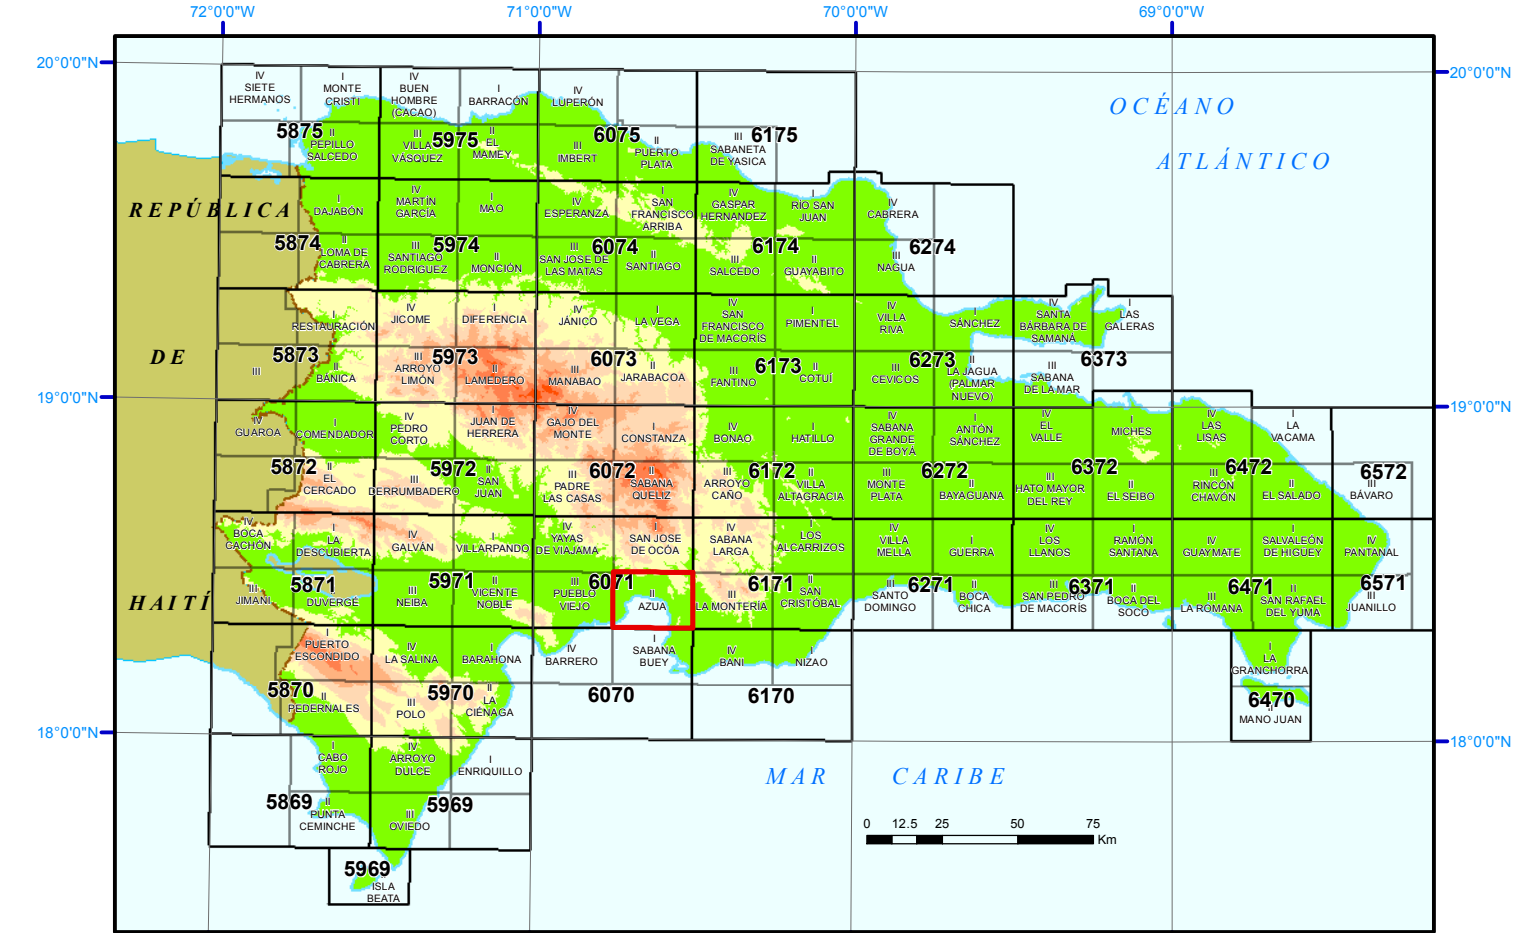 72°0'0"W
71°0'0"W
70°0'0"W
69°0'0"W
20°0'0"N
20°0'0"N
OCÉANO
ATLÁNTICO
IV
SIETE
HERMANOS
I
MONTE
CRISTI
IV
BUEN
HOMBRE
(CACAO)
I
BARRACÓN
IV
LUPERÓN
5875
II
PEPILLO
SALCEDO
III
VILLA
VÁSQUEZ
5975
II
EL
MAMEY
III
IMBERT
6075
II
PUERTO
PLATA
III
SABANETA
DE YASICA
6175
REPÚBLICA
I
DAJABÓN
IV
MARTÍN
GARCÍA
I
MAO
IV
ESPERANZA
I
SAN
FRANCISCO
ARRIBA
IV
GASPAR
HERNANDEZ
I
RÍO SAN
JUAN
IV
CABRERA
5874
II
LOMA DE
CABRERA
III
SANTIAGO
RODRIGUEZ
5974
II
MONCIÓN
III
SAN JOSE DE
LAS MATAS
6074
II
SANTIAGO
III
SALCEDO
6174
II
GUAYABITO
III
NAGUA
6274
I
RESTAURACIÓN
IV
JICOME
I
DIFERENCIA
IV
JÁNICO
I
LA VEGA
IV
SAN
FRANCISCO
DE MACORÍS
I
PIMENTEL
IV
VILLA
RIVA
I
SÁNCHEZ
IV
SANTA
BÁRBARA DE
SAMANÁ
I
LAS
GALERAS
DE
5873
III
II
BÁNICA
III
ARROYO
LIMÓN
5973
II
LAMEDERO
III
MANABAO
6073
II
JARABACOA
III
FANTINO
6173
II
COTUÍ
III
CEVICOS
6273
II
LA JAGUA
(PALMAR
NUEVO)
III
SABANA
DE LA MAR
6373
19°0'0"N
19°0'0"N
IV
GUAROA
I
COMENDADOR
IV
PEDRO
CORTO
I
JUAN DE
HERRERA
IV
GAJO DEL
MONTE
I
CONSTANZA
IV
BONAO
I
HATILLO
IV
SABANA
GRANDE
DE BOYÁ
I
ANTÓN
SÁNCHEZ
IV
EL
VALLE
I
MICHES
IV
LAS
LISAS
I
LA
VACAMA
5872
II
EL
CERCADO
III
DERRUMBADERO
5972
II
SAN
JUAN
III
PADRE
LAS CASAS
6072
II
SABANA
QUELIZ
III
ARROYO
CAÑO
6172
II
VILLA
ALTAGRACIA
III
MONTE
PLATA
6272
II
BAYAGUANA
III
HATO MAYOR
DEL REY
6372
II
EL SEIBO
III
RINCÓN
CHAVÓN
6472
II
EL SALADO
6572
III
BÁVARO
IV
BOCA
CACHÓN
I
LA
DESCUBIERTA
IV
GALVÁN
I
VILLARPANDO
IV
YAYAS
DE VIAJAMA
I
SAN JOSE
DE OCÓA
IV
SABANA
LARGA
I
LOS
ALCARRIZOS
IV
VILLA
MELLA
I
GUERRA
IV
LOS
LLANOS
I
RAMÓN
SANTANA
IV
GUAYMATE
I
SALVALEÓN
DE HIGÜEY
IV
PANTANAL
HAITÍ
III
JIMANÍ
5871
II
DUVERGÉ
III
NEIBA
5971
II
VICENTE
NOBLE
III
PUEBLO
VIEJO
6071
II
AZUA
III
LA MONTERÍA
6171
II
SAN
CRISTÓBAL
III
SANTO
DOMINGO
6271
II
BOCA
CHICA
III
SAN PEDRO
DE MACORÍS
6371
II
BOCA DEL
SOCO
III
LA ROMANA
6471
II
SAN RAFAEL
DEL YUMA
6571
III
JUANILLO
I
PUERTO
ESCONDIDO
IV
LA SALINA
I
BARAHONA
IV
BARRERO
I
SABANA
BUEY
IV
BANI
I
NIZAO
I
LA
GRANCHORRA
5870
II
PEDERNALES
III
POLO
5970
II
LA
CIÉNAGA
6070
6170
6470
II
MANO JUAN
18°0'0"N
18°0'0"N
I
CABO
ROJO
IV
ARROYO
DULCE
I
ENRIQUILLO
MAR CARIBE
5869
II
PUNTA
CEMINCHE
III
OVIEDO
5969
0 12.5 25 50 75
Km
5969
ISLA
BEATA